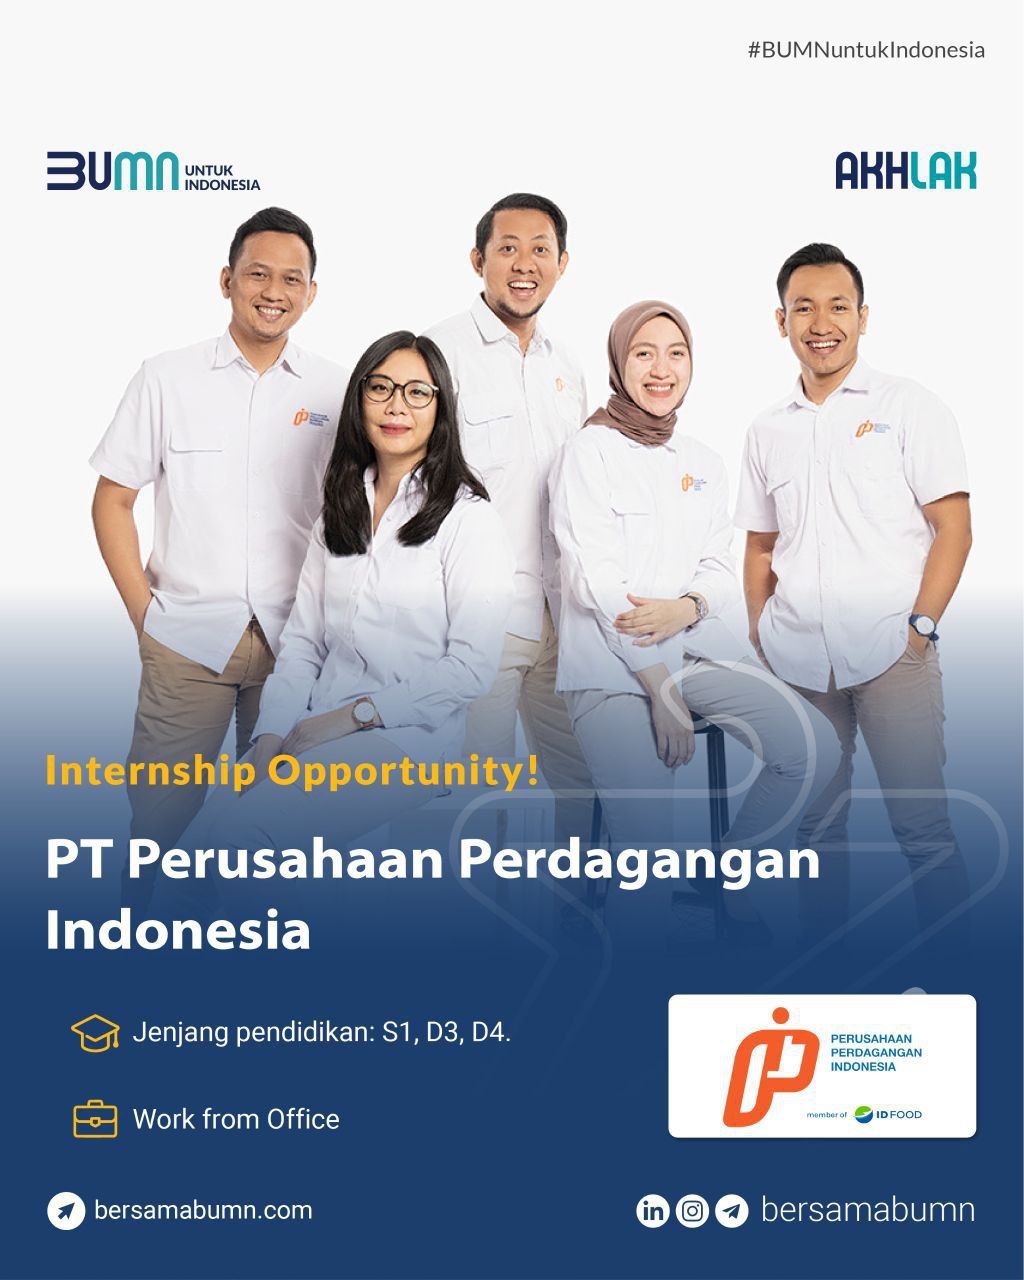 #BUMNuntukIndonesia
BUMN UNTUK
INDONESIA
AKHLAK
Internship Opportunity!
PT Perusahaan Perdagangan
Indonesia
Jenjang pendidikan: S1, D3, D4.
Work from Office
PERUSAHAAN
PERDAGANGAN
INDONESIA
member of ID FOOD
bersamabumn.com
in bersamabumn